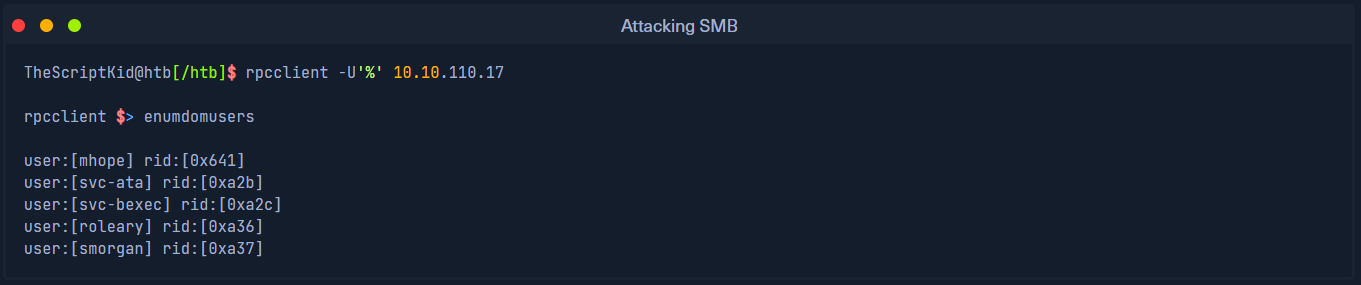 Attacking SMB
TheScriptKid@htb[/htb]$ rpcclient -U'%' 10.10.110.17
rpcclient $> enumdomusers
user:[mhope] rid:[0x641]
user:[svc-ata] rid:[0xa2b]
user:[svc-bexec] rid:[0xa2c]
user:[roleary] rid:[0xa36]
user:[smorgan] rid:[0xa37]